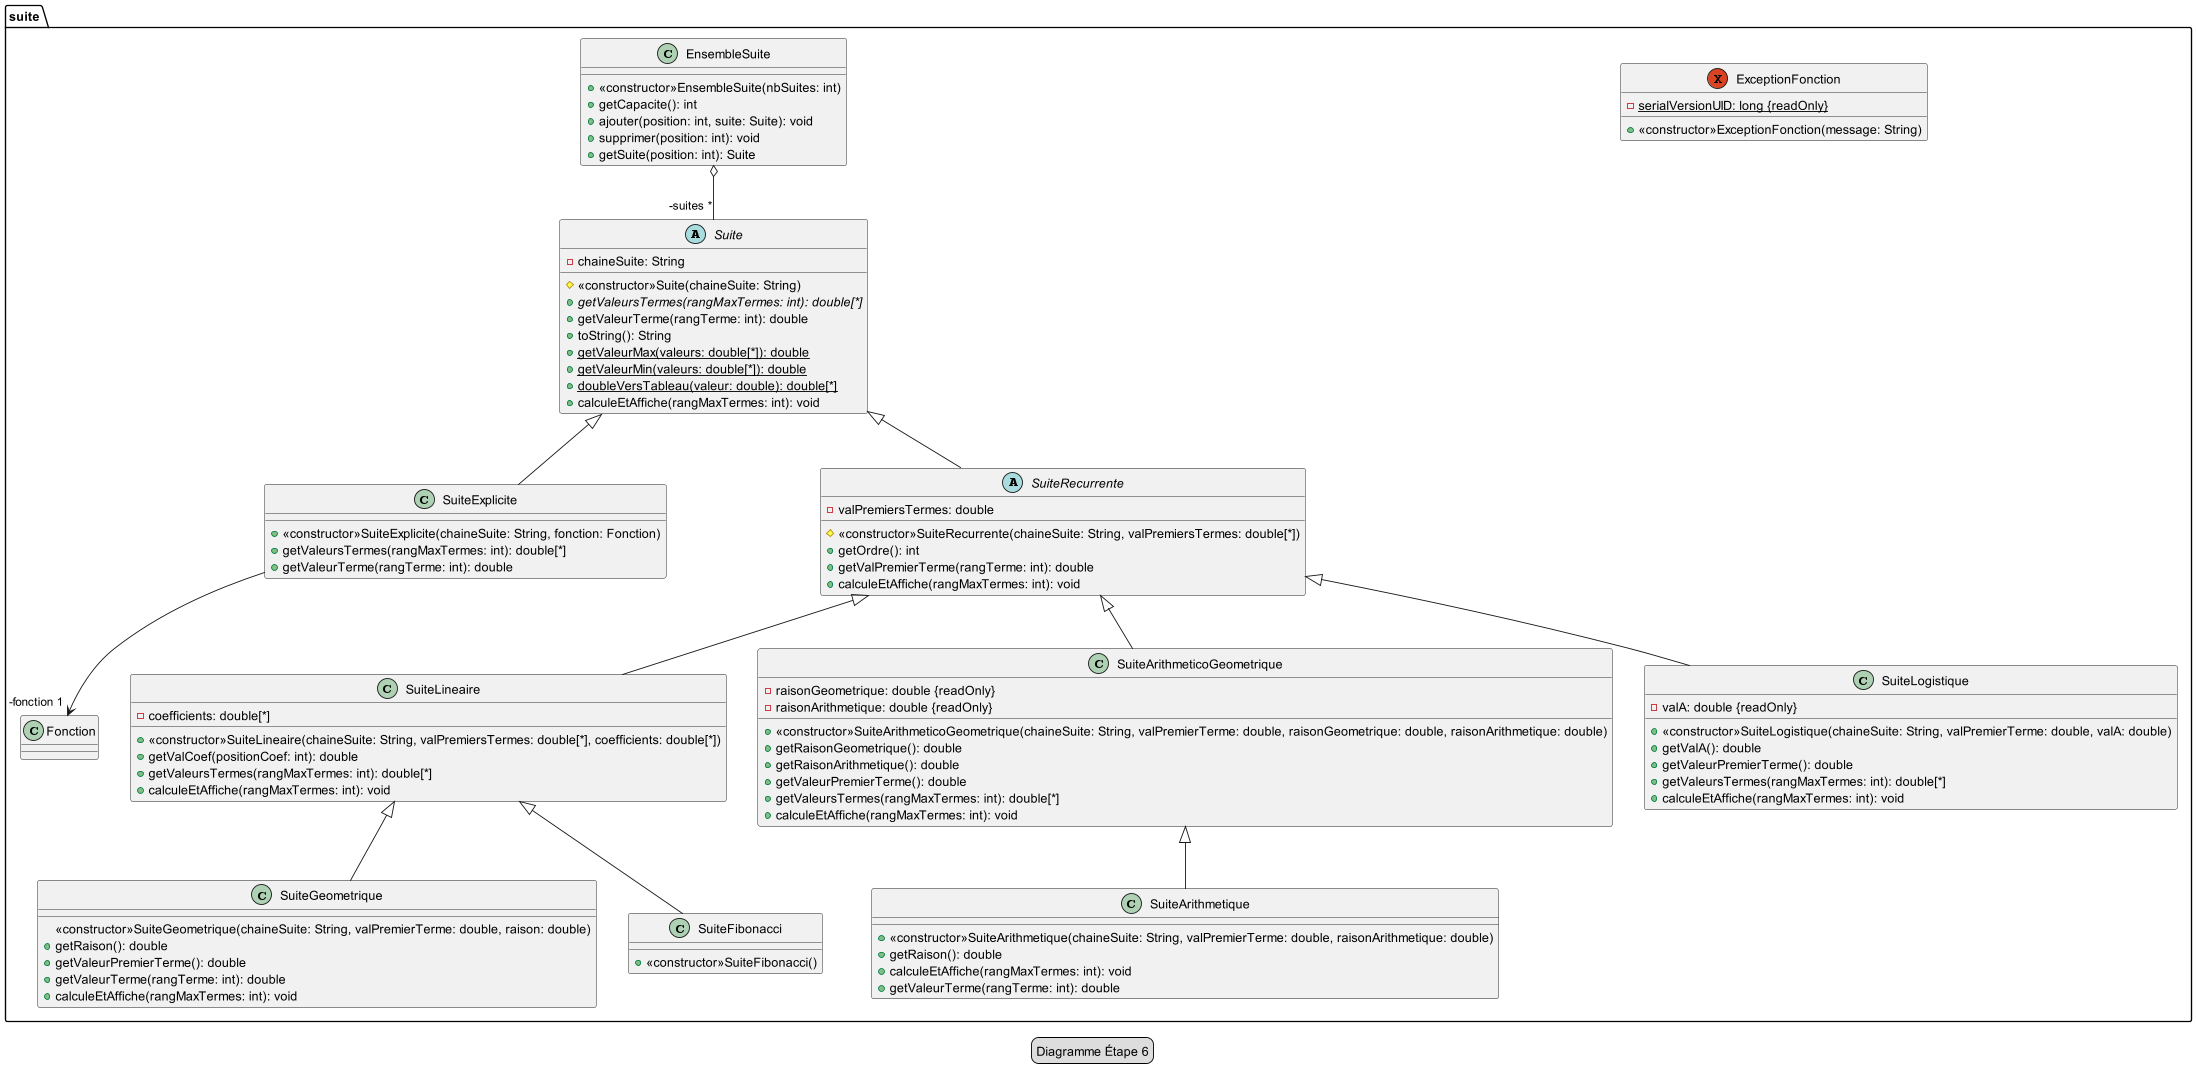 suite
C EnsembleSuite
«constructor»EnsembleSuite(nbSuites: int)
getCapacite(): int
ajouter(position: int, suite: Suite): void
supprimer(position: int): void
getSuite(position: int): Suite
X ExceptionFonction
serialVersionUID: long {readOnly}
«constructor»ExceptionFonction(message: String)
-suites *
A Suite
chaineSuite: String
«constructor»Suite(chaineSuite: String)
getValeursTermes(rangMaxTermes: int): double[*]
getValeurTerme(rangTerme: int): double
toString(): String
getValeurMax(valeurs: double[*]): double
getValeurMin(valeurs: double[*]): double
doubleVersTableau(valeur: double): double[*]
calculeEtAffiche(rangMaxTermes: int): void
C SuiteExplicite
«constructor»SuiteExplicite(chaineSuite: String, fonction: Fonction)
getValeursTermes(rangMaxTermes: int): double[*]
getValeurTerme(rangTerme: int): double
A SuiteRecurrente
valPremiersTermes: double
«constructor»SuiteRecurrente(chaineSuite: String, valPremiersTermes: double[*])
getOrdre(): int
getValPremierTerme(rangTerme: int): double
calculeEtAffiche(rangMaxTermes: int): void
-fonction 1
C Fonction
C SuiteLineaire
coefficients: double[*]
«constructor»SuiteLineaire(chaineSuite: String, valPremiersTermes: double[*], coefficients: double[*])
getValCoef(positionCoef: int): double
getValeursTermes(rangMaxTermes: int): double[*]
calculeEtAffiche(rangMaxTermes: int): void
C SuiteArithmeticoGeometrique
raisonGeometrique: double {readOnly}
raisonArithmetique: double {readOnly}
«constructor»SuiteArithmeticoGeometrique(chaineSuite: String, valPremierTerme: double, raisonGeometrique: double, raisonArithmetique: double)
getRaisonGeometrique(): double
getRaisonArithmetique(): double
getValeurPremierTerme(): double
getValeursTermes(rangMaxTermes: int): double[*]
calculeEtAffiche(rangMaxTermes: int): void
C SuiteLogistique
valA: double {readOnly}
«constructor»SuiteLogistique(chaineSuite: String, valPremierTerme: double, valA: double)
getValA(): double
getValeurPremierTerme(): double
getValeursTermes(rangMaxTermes: int): double[*]
calculeEtAffiche(rangMaxTermes: int): void
C SuiteGeometrique
«constructor»SuiteGeometrique(chaineSuite: String, valPremierTerme: double, raison: double)
getRaison(): double
getValeurPremierTerme(): double
getValeurTerme(rangTerme: int): double
calculeEtAffiche(rangMaxTermes: int): void
C SuiteFibonacci
«constructor»SuiteFibonacci()
C SuiteArithmetique
«constructor»SuiteArithmetique(chaineSuite: String, valPremierTerme: double, raisonArithmetique: double)
getRaison(): double
calculeEtAffiche(rangMaxTermes: int): void
getValeurTerme(rangTerme: int): double
Diagramme Étape 6